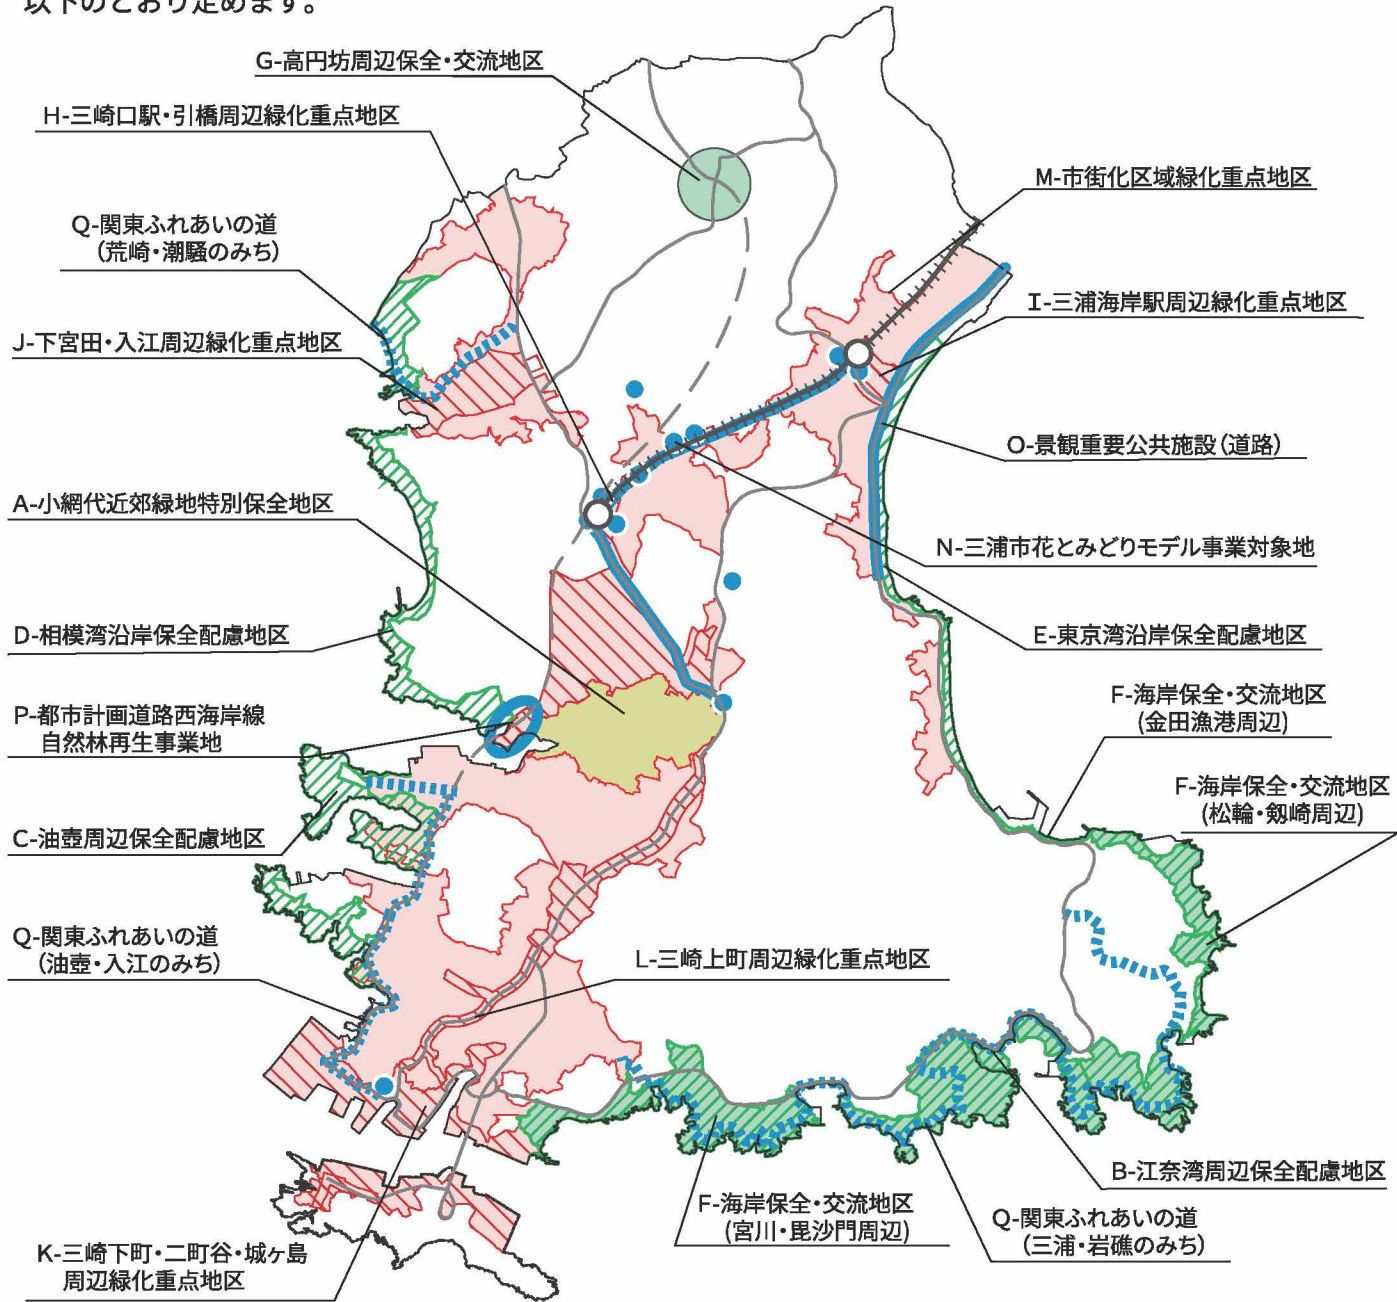 以下のとおり定めます。
G-高円坊周辺保全・交流地区
H-三崎口駅・引橋周辺緑化重点地区
M-市街化区域緑化重点地区
Q-関東ふれあいの道
(荒崎・潮騒のみち)
I-三浦海岸駅周辺緑化重点地区
J-下宮田・入江周辺緑化重点地区
O-景観重要公共施設(道路)
A-小網代近郊緑地特別保全地区
N-三浦市花とみどりモデル事業対象地
D-相模湾沿岸保全配慮地区
E-東京湾沿岸保全配慮地区
F-海岸保全・交流地区
(金田漁港周辺)
P-都市計画道路西海岸線
自然林再生事業地
F-海岸保全・交流地区
(松輪・剱崎周辺)
C-油壺周辺保全配慮地区
Q-関東ふれあいの道
(油壺・入江のみち)
L-三崎上町周辺緑化重点地区
B-江奈湾周辺保全配慮地区
F-海岸保全・交流地区
(宮川・毘沙門周辺)
Q-関東ふれあいの道
(三浦・岩礁のみち)
K-三崎下町・二町谷・城ヶ島
周辺緑化重点地区